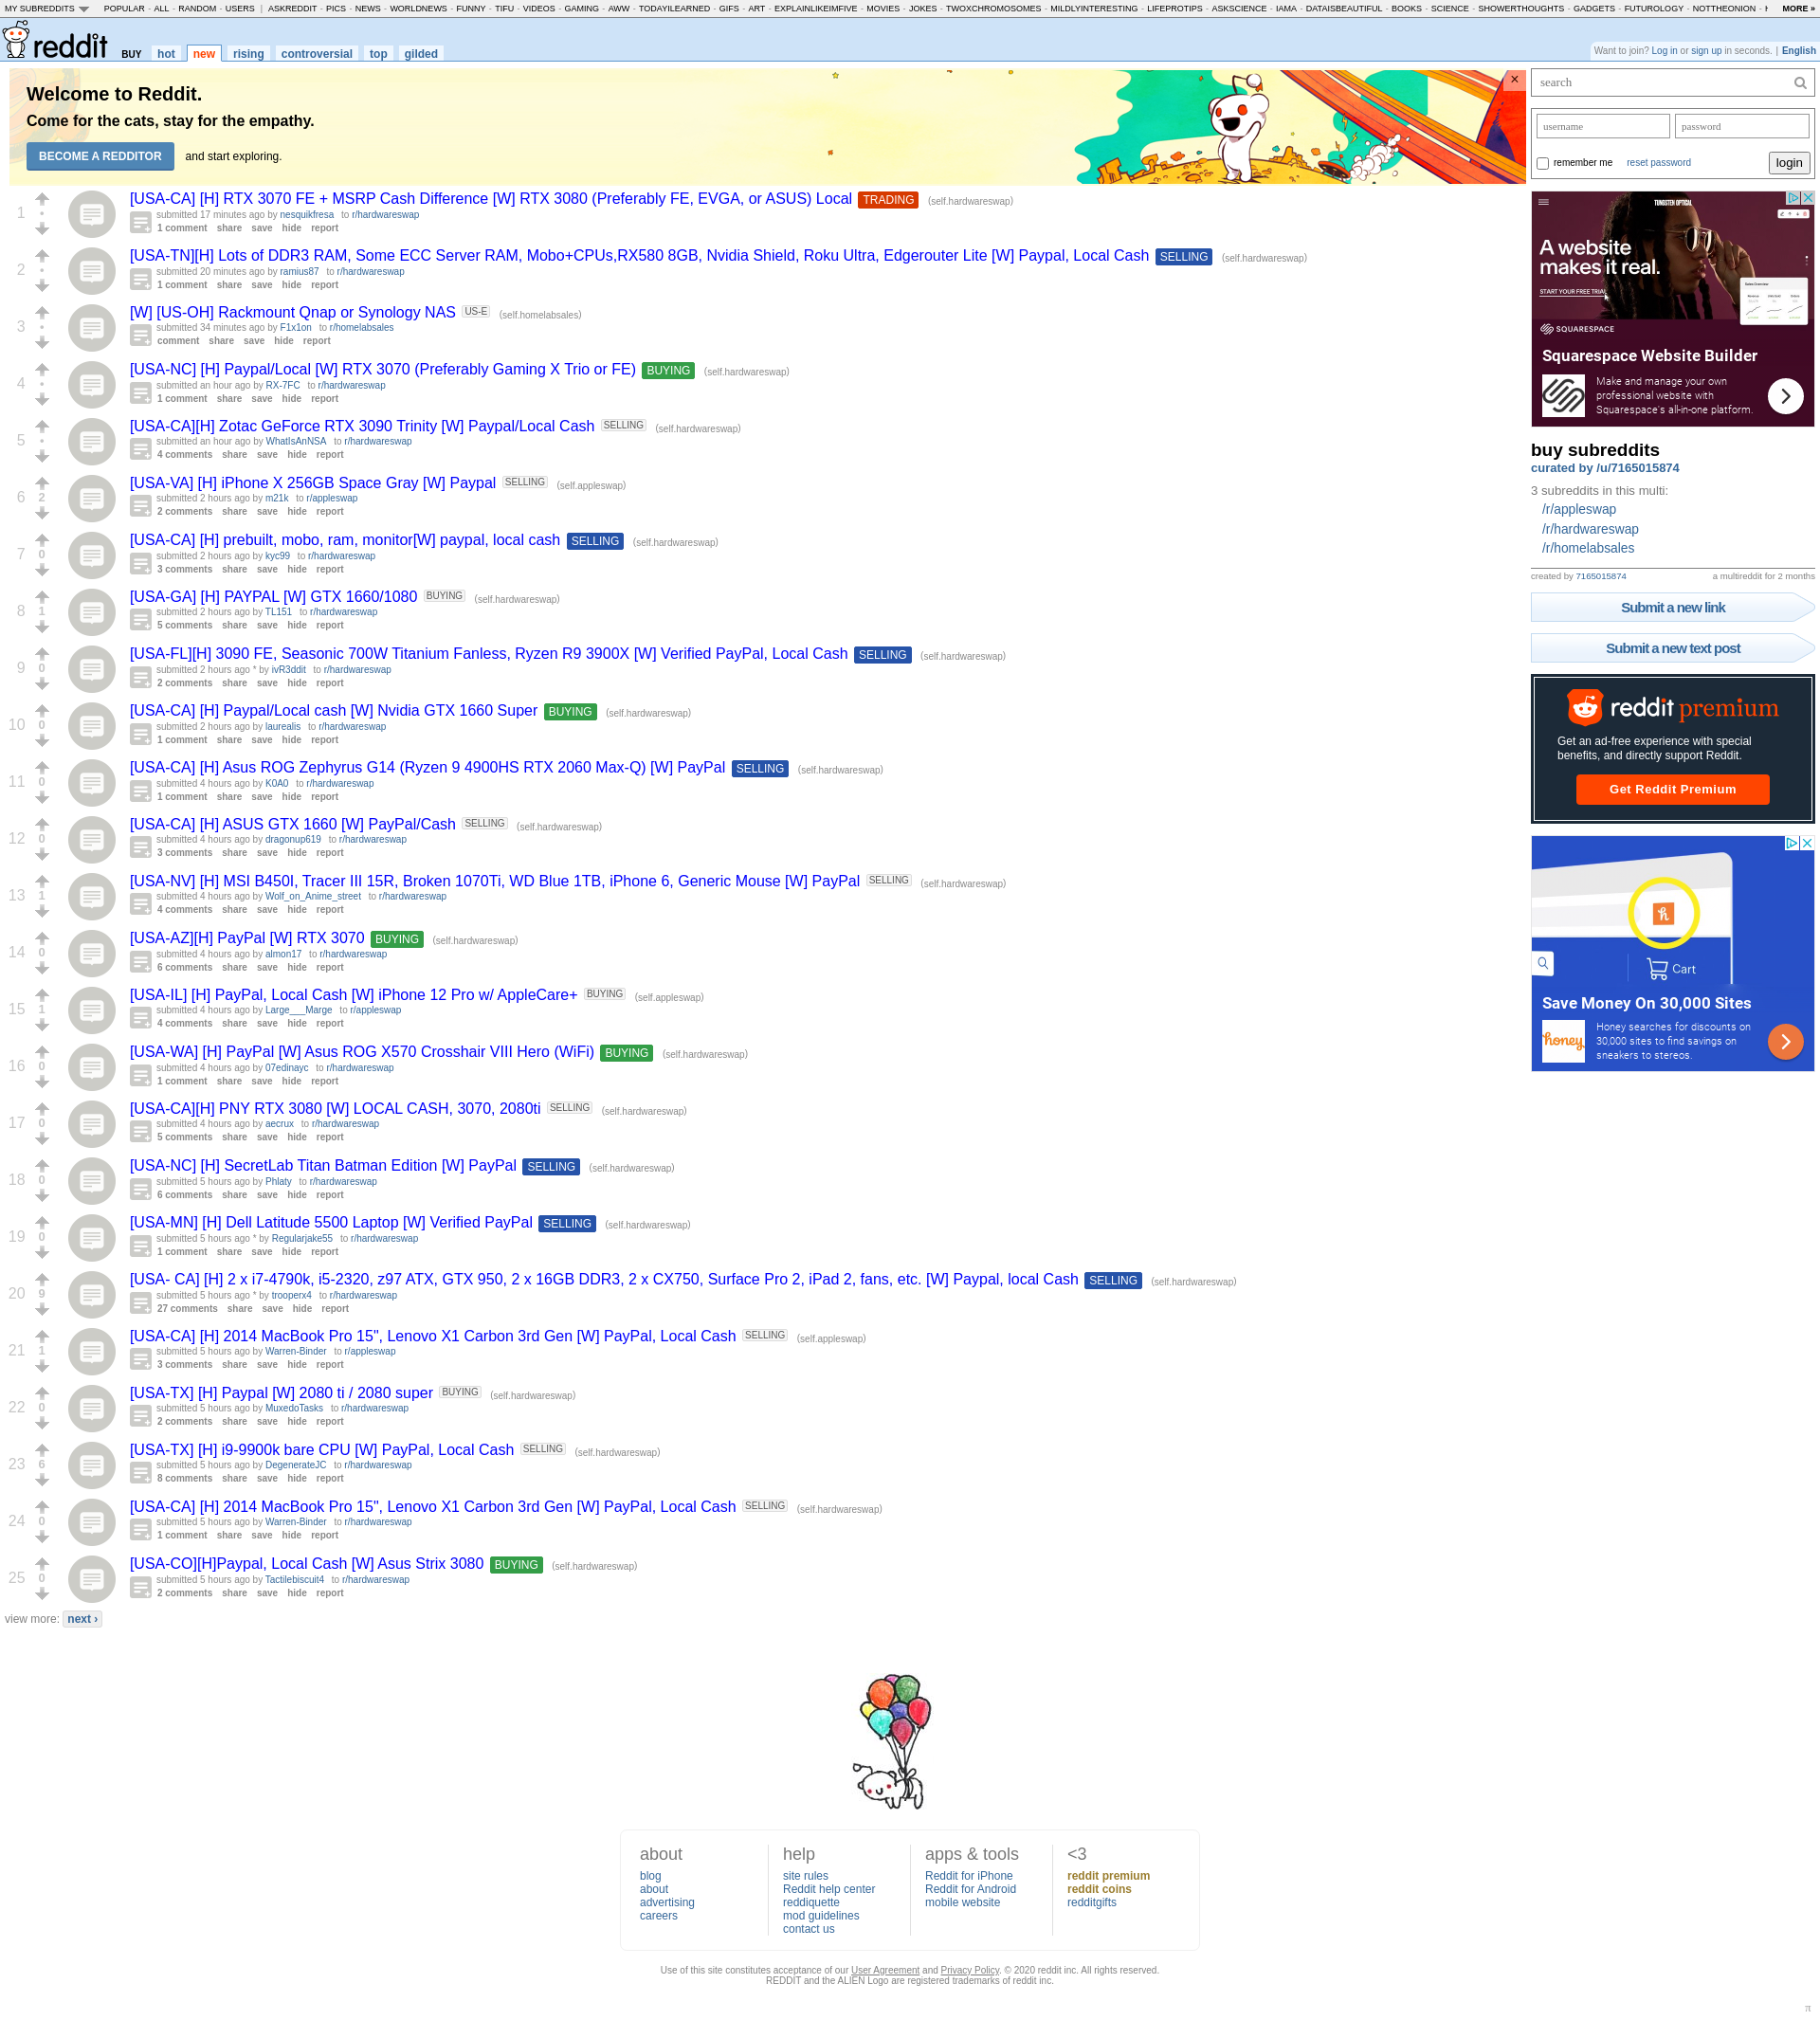 MY SUBREDDITS POPULAR - ALL - RANDOM - USERS | ASKREDDIT - PICS - NEWS - WORLDNEWS - FUNNY - TIFU - VIDEOS - GAMING - AWW - TODAYILEARNED - GIFS - ART - EXPLAINLIKEIMFIVE - MOVIES - JOKES - TWOXCHROMOSOMES - MILDLYINTERESTING - LIFEPROTIPS - ASKSCIENCE - IAMA - DATAISBEAUTIFUL - BOOKS - SCIENCE - SHOWERTHOUGHTS - GADGETS - FUTUROLOGY - NOTTHEONION - MORE »
reddit BUY hot new rising controversial top gilded
Want to join? Log in or sign up in seconds. | English
Welcome to Reddit.
Come for the cats, stay for the empathy.
BECOME A REDDITOR and start exploring.
×
1 [USA-CA] [H] RTX 3070 FE + MSRP Cash Difference [W] RTX 3080 (Preferably FE, EVGA, or ASUS) Local TRADING (self.hardwareswap)
• submitted 17 minutes ago by nesquikfresa to r/hardwareswap
1 comment share save hide report
2 [USA-TN][H] Lots of DDR3 RAM, Some ECC Server RAM, Mobo+CPUs,RX580 8GB, Nvidia Shield, Roku Ultra, Edgerouter Lite [W] Paypal, Local Cash SELLING (self.hardwareswap)
• submitted 20 minutes ago by ramius87 to r/hardwareswap
1 comment share save hide report
3 [W] [US-OH] Rackmount Qnap or Synology NAS US-E (self.homelabsales)
• submitted 34 minutes ago by F1x1on to r/homelabsales
comment share save hide report
4 [USA-NC] [H] Paypal/Local [W] RTX 3070 (Preferably Gaming X Trio or FE) BUYING (self.hardwareswap)
• submitted an hour ago by RX-7FC to r/hardwareswap
1 comment share save hide report
5 [USA-CA][H] Zotac GeForce RTX 3090 Trinity [W] Paypal/Local Cash SELLING (self.hardwareswap)
• submitted an hour ago by WhatIsAnNSA to r/hardwareswap
4 comments share save hide report
6 [USA-VA] [H] iPhone X 256GB Space Gray [W] Paypal SELLING (self.appleswap)
2 submitted 2 hours ago by m21k to r/appleswap
2 comments share save hide report
7 [USA-CA] [H] prebuilt, mobo, ram, monitor[W] paypal, local cash SELLING (self.hardwareswap)
0 submitted 2 hours ago by kyc99 to r/hardwareswap
3 comments share save hide report
8 [USA-GA] [H] PAYPAL [W] GTX 1660/1080 BUYING (self.hardwareswap)
1 submitted 2 hours ago by TL151 to r/hardwareswap
5 comments share save hide report
9 [USA-FL][H] 3090 FE, Seasonic 700W Titanium Fanless, Ryzen R9 3900X [W] Verified PayPal, Local Cash SELLING (self.hardwareswap)
0 submitted 2 hours ago * by ivR3ddit to r/hardwareswap
2 comments share save hide report
10 [USA-CA] [H] Paypal/Local cash [W] Nvidia GTX 1660 Super BUYING (self.hardwareswap)
0 submitted 2 hours ago by laurealis to r/hardwareswap
1 comment share save hide report
11 [USA-CA] [H] Asus ROG Zephyrus G14 (Ryzen 9 4900HS RTX 2060 Max-Q) [W] PayPal SELLING (self.hardwareswap)
0 submitted 4 hours ago by K0A0 to r/hardwareswap
1 comment share save hide report
12 [USA-CA] [H] ASUS GTX 1660 [W] PayPal/Cash SELLING (self.hardwareswap)
0 submitted 4 hours ago by dragonup619 to r/hardwareswap
3 comments share save hide report
13 [USA-NV] [H] MSI B450I, Tracer III 15R, Broken 1070Ti, WD Blue 1TB, iPhone 6, Generic Mouse [W] PayPal SELLING (self.hardwareswap)
1 submitted 4 hours ago by Wolf_on_Anime_street to r/hardwareswap
4 comments share save hide report
14 [USA-AZ][H] PayPal [W] RTX 3070 BUYING (self.hardwareswap)
0 submitted 4 hours ago by almon17 to r/hardwareswap
6 comments share save hide report
15 [USA-IL] [H] PayPal, Local Cash [W] iPhone 12 Pro w/ AppleCare+ BUYING (self.appleswap)
1 submitted 4 hours ago by Large___Marge to r/appleswap
4 comments share save hide report
16 [USA-WA] [H] PayPal [W] Asus ROG X570 Crosshair VIII Hero (WiFi) BUYING (self.hardwareswap)
0 submitted 4 hours ago by 07edinayc to r/hardwareswap
1 comment share save hide report
17 [USA-CA][H] PNY RTX 3080 [W] LOCAL CASH, 3070, 2080ti SELLING (self.hardwareswap)
0 submitted 4 hours ago by aecrux to r/hardwareswap
5 comments share save hide report
18 [USA-NC] [H] SecretLab Titan Batman Edition [W] PayPal SELLING (self.hardwareswap)
0 submitted 5 hours ago by Philaty to r/hardwareswap
6 comments share save hide report
19 [USA-MN] [H] Dell Latitude 5500 Laptop [W] Verified PayPal SELLING (self.hardwareswap)
0 submitted 5 hours ago * by Regularjake55 to r/hardwareswap
1 comment share save hide report
20 [USA- CA] [H] 2 x i7-4790k, i5-2320, z97 ATX, GTX 950, 2 x 16GB DDR3, 2 x CX750, Surface Pro 2, iPad 2, fans, etc. [W] Paypal, local Cash SELLING (self.hardwareswap)
9 submitted 5 hours ago * by trooperx4 to r/hardwareswap
27 comments share save hide report
21 [USA-CA] [H] 2014 MacBook Pro 15", Lenovo X1 Carbon 3rd Gen [W] PayPal, Local Cash SELLING (self.appleswap)
1 submitted 5 hours ago by Warren-Binder to r/appleswap
3 comments share save hide report
22 [USA-TX] [H] Paypal [W] 2080 ti / 2080 super BUYING (self.hardwareswap)
0 submitted 5 hours ago by MuxedoTasks to r/hardwareswap
2 comments share save hide report
23 [USA-TX] [H] i9-9900k bare CPU [W] PayPal, Local Cash SELLING (self.hardwareswap)
6 submitted 5 hours ago by DegenerateJC to r/hardwareswap
8 comments share save hide report
24 [USA-CA] [H] 2014 MacBook Pro 15", Lenovo X1 Carbon 3rd Gen [W] PayPal, Local Cash SELLING (self.hardwareswap)
0 submitted 5 hours ago by Warren-Binder to r/hardwareswap
1 comment share save hide report
25 [USA-CO][H]Paypal, Local Cash [W] Asus Strix 3080 BUYING (self.hardwareswap)
0 submitted 5 hours ago by Tactilebiscuit4 to r/hardwareswap
2 comments share save hide report
view more: next ›
search
username password
remember me reset password login
TUNGSTEN OPTICAL
A website
makes it real.
START YOUR FREE TRIAL
SQUARESPACE
Squarespace Website Builder
Make and manage your own
professional website with
Squarespace's all-in-one platform.
buy subreddits
curated by /u/7165015874
3 subreddits in this multi:
/r/appleswap
/r/hardwareswap
/r/homelabsales
created by 7165015874 a multireddit for 2 months
Submit a new link
Submit a new text post
reddit premium
Get an ad-free experience with special
benefits, and directly support Reddit.
Get Reddit Premium
h
Cart
Save Money On 30,000 Sites
honey
Honey searches for discounts on
30,000 sites to find savings on
sneakers to stereos.
about
blog
about
advertising
careers
help
site rules
Reddit help center
reddiquette
mod guidelines
contact us
apps & tools
Reddit for iPhone
Reddit for Android
mobile website
<3
reddit premium
reddit coins
redditgifts
Use of this site constitutes acceptance of our User Agreement and Privacy Policy. © 2020 reddit inc. All rights reserved.
REDDIT and the ALIEN Logo are registered trademarks of reddit inc.
π